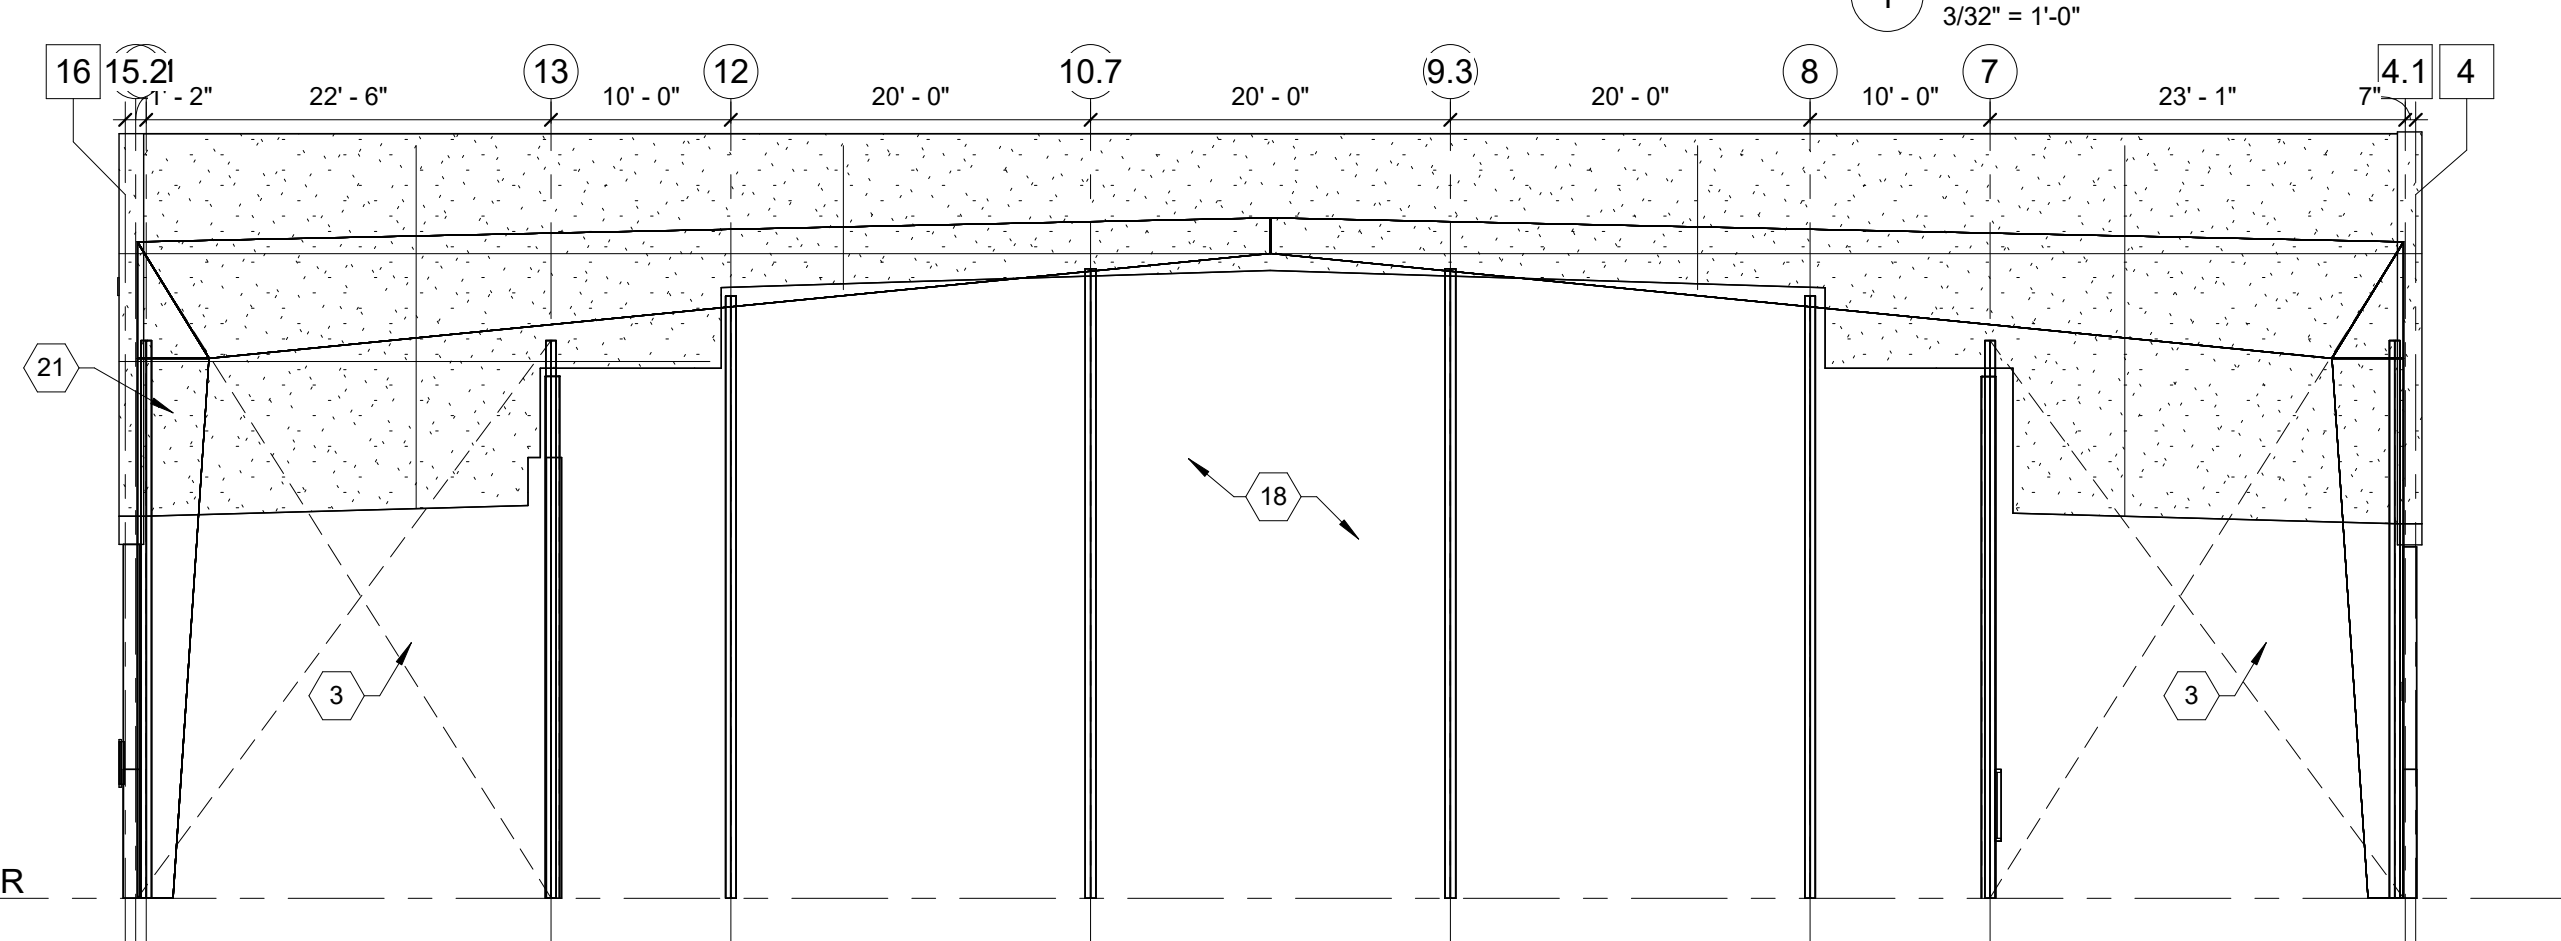 3/32" = 1'-0"
16
15.2
13
12
10.7
9.3
8
7
4.1
4
1' - 2"
22' - 6"
10' - 0"
20' - 0"
20' - 0"
20' - 0"
10' - 0"
23' - 1"
7"
21
18
3
3
R